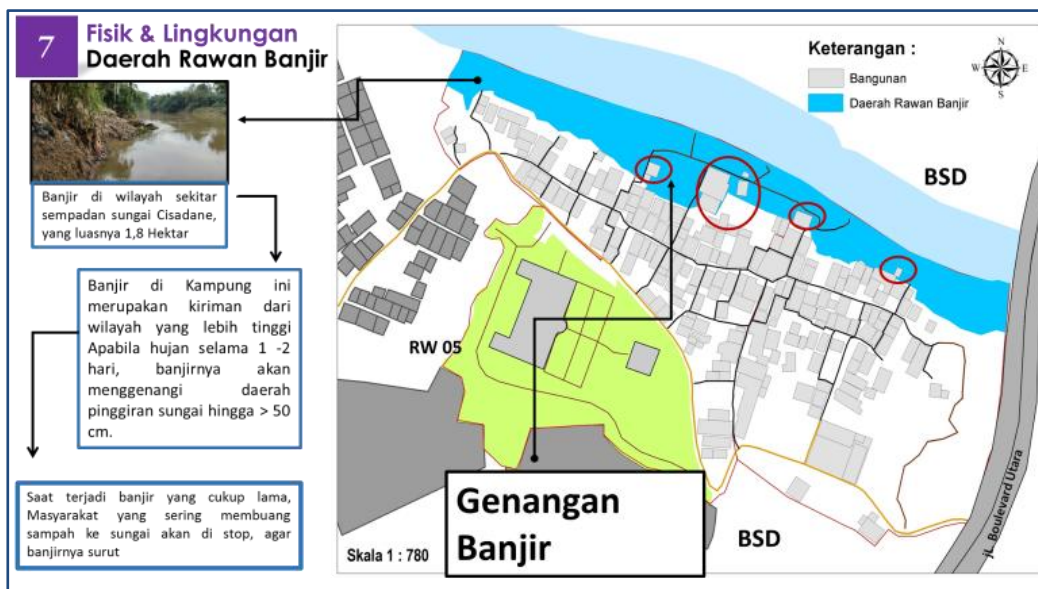 7
Fisik & Lingkungan
Daerah Rawan Banjir
Banjir di wilayah sekitar
sempadan sungai Cisadane,
yang luasnya 1,8 Hektar
Banjir di Kampung ini
merupakan kiriman dari
wilayah yang lebih tinggi
Apabila hujan selama 1 -2
hari, banjirnya akan
menggenangi daerah
pinggiran sungai hingga > 50
cm.
Saat terjadi banjir yang cukup lama,
Masyarakat yang sering membuang
sampah ke sungai akan di stop, agar
banjirnya surut
Keterangan :
Bangunan
Daerah Rawan Banjir
N
W
E
S
BSD
RW 05
Genangan
Banjir
BSD
Skala 1 : 780
jL. Boulevard Utara